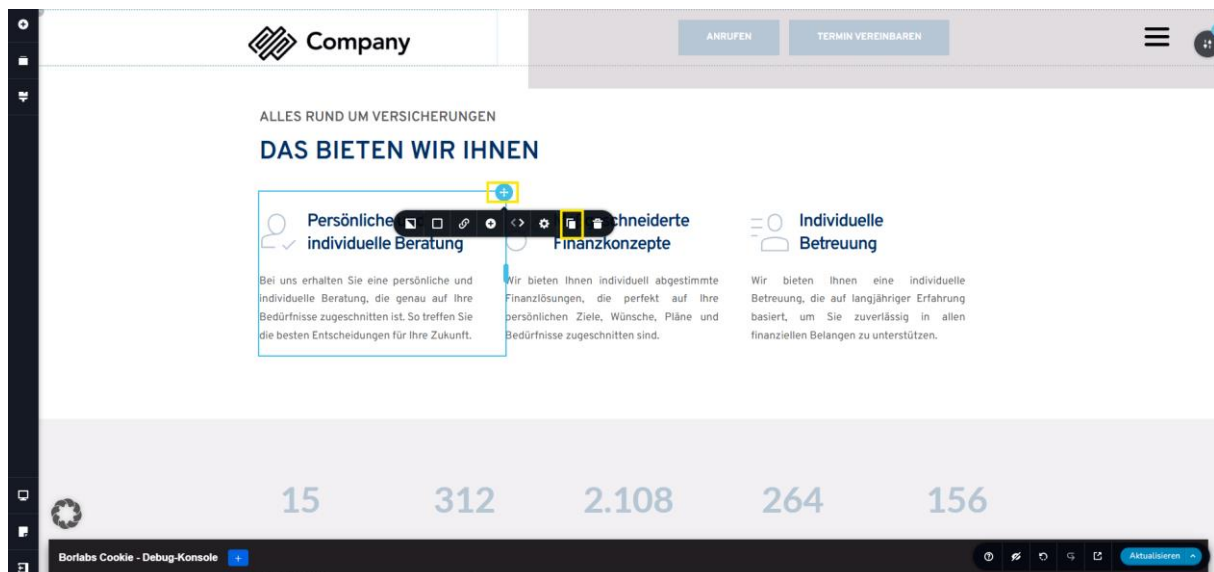 Company
ANRUFEN
TERMIN VEREINBAREN
ALLES RUND UM VERSICHERUNGEN
DAS BIETEN WIR IHNEN
Persönliche
individuelle Beratung
Bei uns erhalten Sie eine persönliche und
individuelle Beratung, die genau auf Ihre
Bedürfnisse zugeschnitten ist. So treffen Sie
die besten Entscheidungen für Ihre Zukunft.
chneiderte
Finanzkonzepte
Wir bieten Ihnen individuell abgestimmte
Finanzlösungen, die perfekt auf Ihre
persönlichen Ziele, Wünsche, Pläne und
Bedürfnisse zugeschnitten sind.
Individuelle
Betreuung
Wir bieten Ihnen eine individuelle
Betreuung, die auf langjähriger Erfahrung
basiert, um Sie zuverlässig in allen
finanziellen Belangen zu unterstützen.
15 312 2.108 264 156
Borlabs Cookie - Debug-Konsole +
Aktualisieren